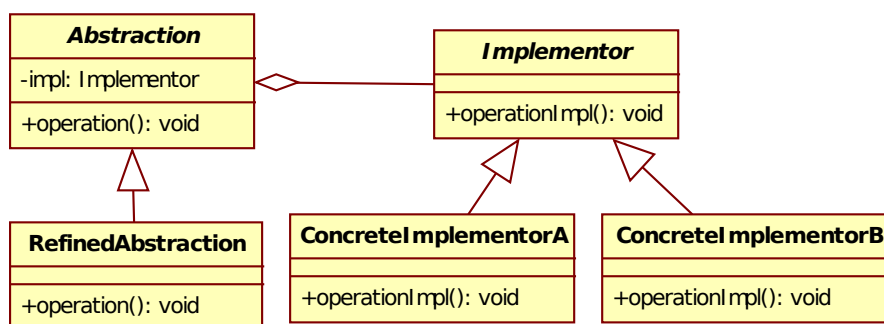 Abstraction
-impl: Implementor
+operation(): void
Implementor
+operationImpl(): void
RefinedAbstraction
+operation(): void
ConcreteImplementorA
+operationImpl(): void
ConcreteImplementorB
+operationImpl(): void